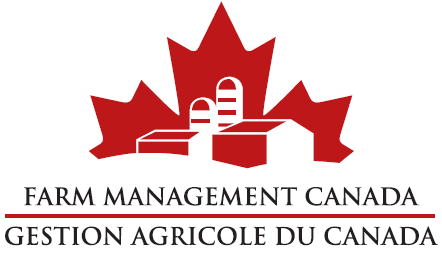 FARM MANAGEMENT CANADA
GESTION AGRICOLE DU CANADA